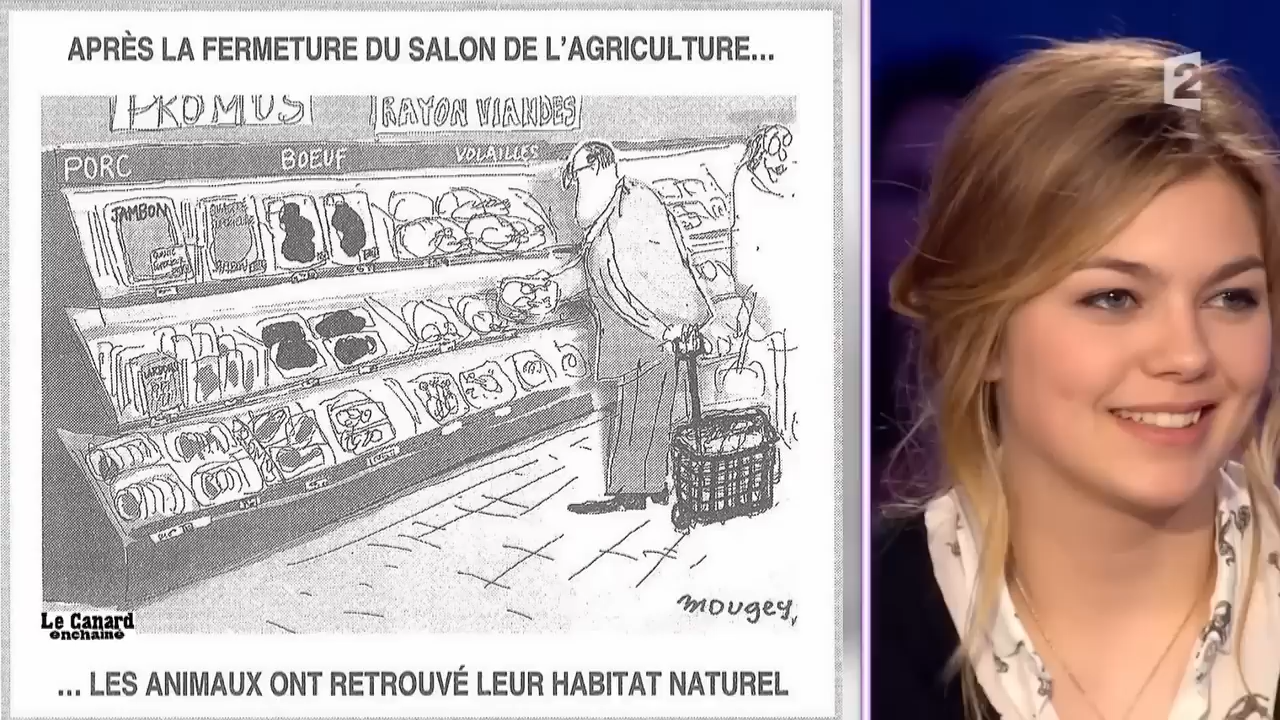 APRÈS LA FERMETURE DU SALON DE L'AGRICULTURE...
PROMOS
RAYON VIANDES
PORC
BOEUF
VOLAILLES
JAMBON
2
mougey,
Le Canard
enchaîné
... LES ANIMAUX ONT RETROUVÉ LEUR HABITAT NATUREL